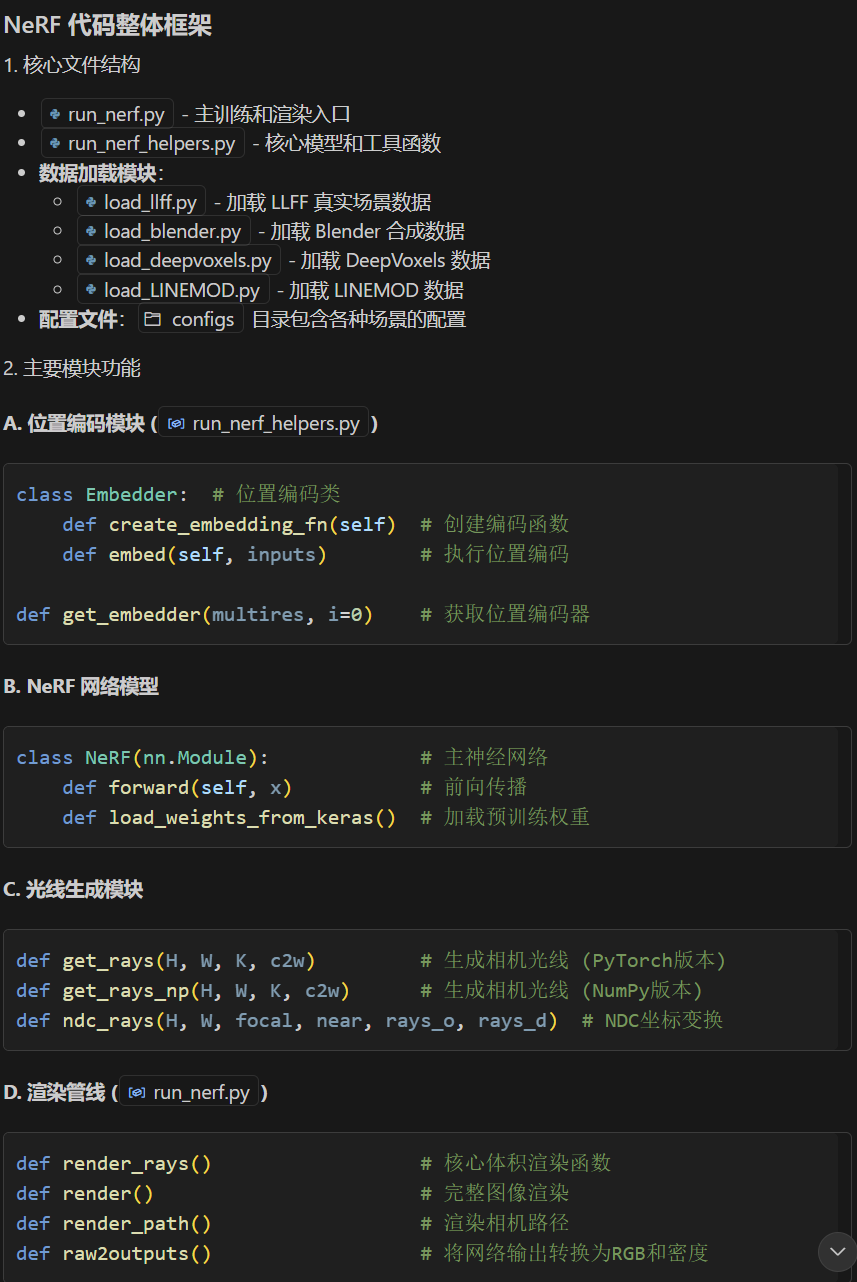 NeRF 代码整体框架
1. 核心文件结构
• run_nerf.py - 主训练和渲染入口
• run_nerf_helpers.py - 核心模型和工具函数
• 数据加载模块：
◦ load_llff.py - 加载 LLFF 真实场景数据
◦ load_blender.py - 加载 Blender 合成数据
◦ load_deepvoxels.py - 加载 DeepVoxels 数据
◦ load_LINEMOD.py - 加载 LINEMOD 数据
• 配置文件： configs 目录包含各种场景的配置
2. 主要模块功能
A. 位置编码模块 ( run_nerf_helpers.py )
class Embedder:  # 位置编码类
    def create_embedding_fn(self)  # 创建编码函数
    def embed(self, inputs)        # 执行位置编码
def get_embedder(multires, i=0)    # 获取位置编码器
B. NeRF 网络模型
class NeRF(nn.Module):             # 主神经网络
    def forward(self, x)           # 前向传播
    def load_weights_from_keras()  # 加载预训练权重
C. 光线生成模块
def get_rays(H, W, K, c2w)         # 生成相机光线 (PyTorch版本)
def get_rays_np(H, W, K, c2w)      # 生成相机光线 (NumPy版本)
def ndc_rays(H, W, focal, near, rays_o, rays_d)  # NDC坐标变换
D. 渲染管线 ( run_nerf.py )
def render_rays()                  # 核心体积渲染函数
def render()                       # 完整图像渲染
def render_path()                  # 渲染相机路径
def raw2outputs()                  # 将网络输出转换为RGB和密度